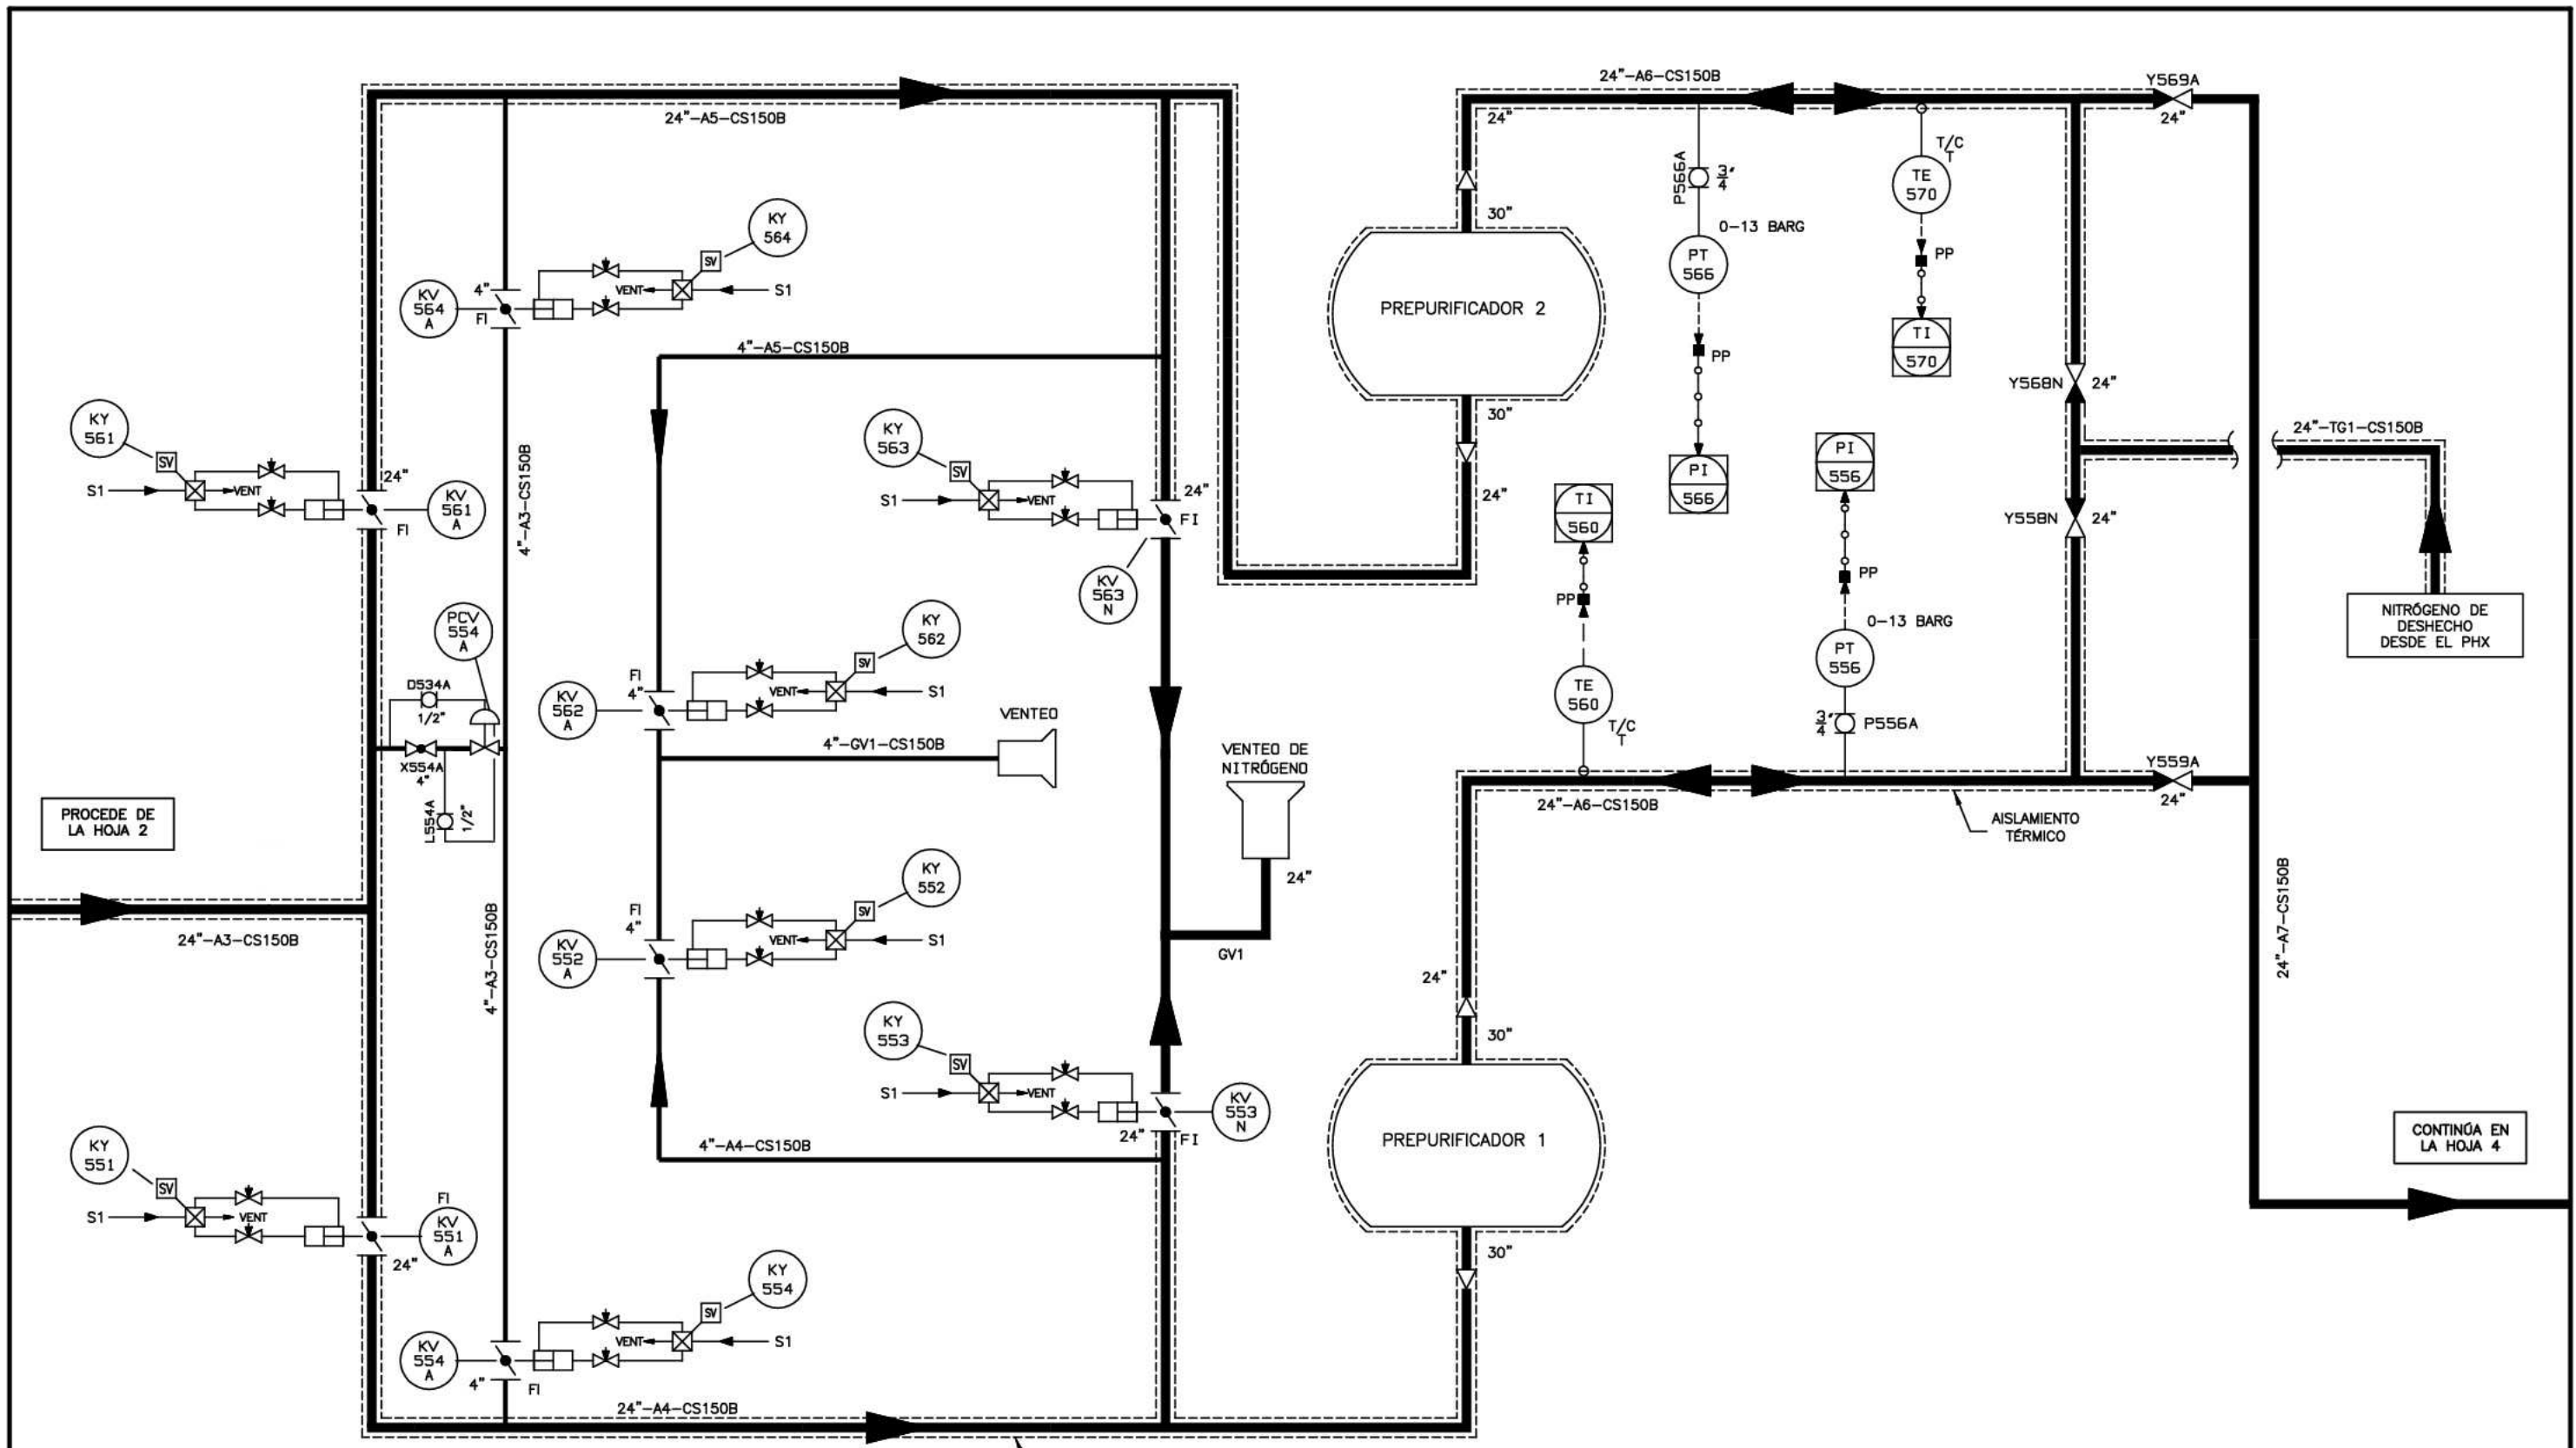 24"-A6-CS150B
Y569A
24"-A5-CS150B
24"
24"
T/C
T
P566A
3/4"
TE
570
KY
564
30"
0-13 BARG
PP
SV
PT
566
4"
VENT
S1
KV
564
A
FI
PREPURIFICADOR 2
TI
570
4"-A5-CS150B
PP
Y568N
24"
KY
561
KY
563
30"
24"-TG1-CS150B
4"-A3-CS150B
PI
556
SV
24"
SV
S1
VENT
KV
561
A
FI
S1
VENT
24"
FI
24"
TI
560
PI
566
Y558N
24"
PP
KV
563
N
PP
NITRÓGENO DE
DESHECHO
DESDE EL PHX
PCV
554
A
KY
562
0-13 BARG
PT
556
D534A
1/2"
FI
4"
SV
VENT
S1
TE
560
KV
562
A
VENTEO
T/C
T
3/4"
P556A
4"-GV1-CS150B
VENTEO DE
NITRÓGENO
X554A
4"
Y559A
24"
24"-A6-CS150B
PROCEDE DE
LA HOJA 2
L554A
1/2"
AISLAMIENTO
TÉRMICO
KY
552
24"
24"-A7-CS150B
FI
4"
SV
24"-A3-CS150B
4"-A3-CS150B
VENT
S1
KV
552
A
GV1
24"
KY
553
30"
SV
S1
VENT
KV
553
N
24"
FI
4"-A4-CS150B
PREPURIFICADOR 1
CONTINÚA EN
LA HOJA 4
KY
551
SV
S1
VENT
FI
KV
551
A
24"
30"
KY
554
SV
VENT
S1
KV
554
A
4"
FI
24"-A4-CS150B